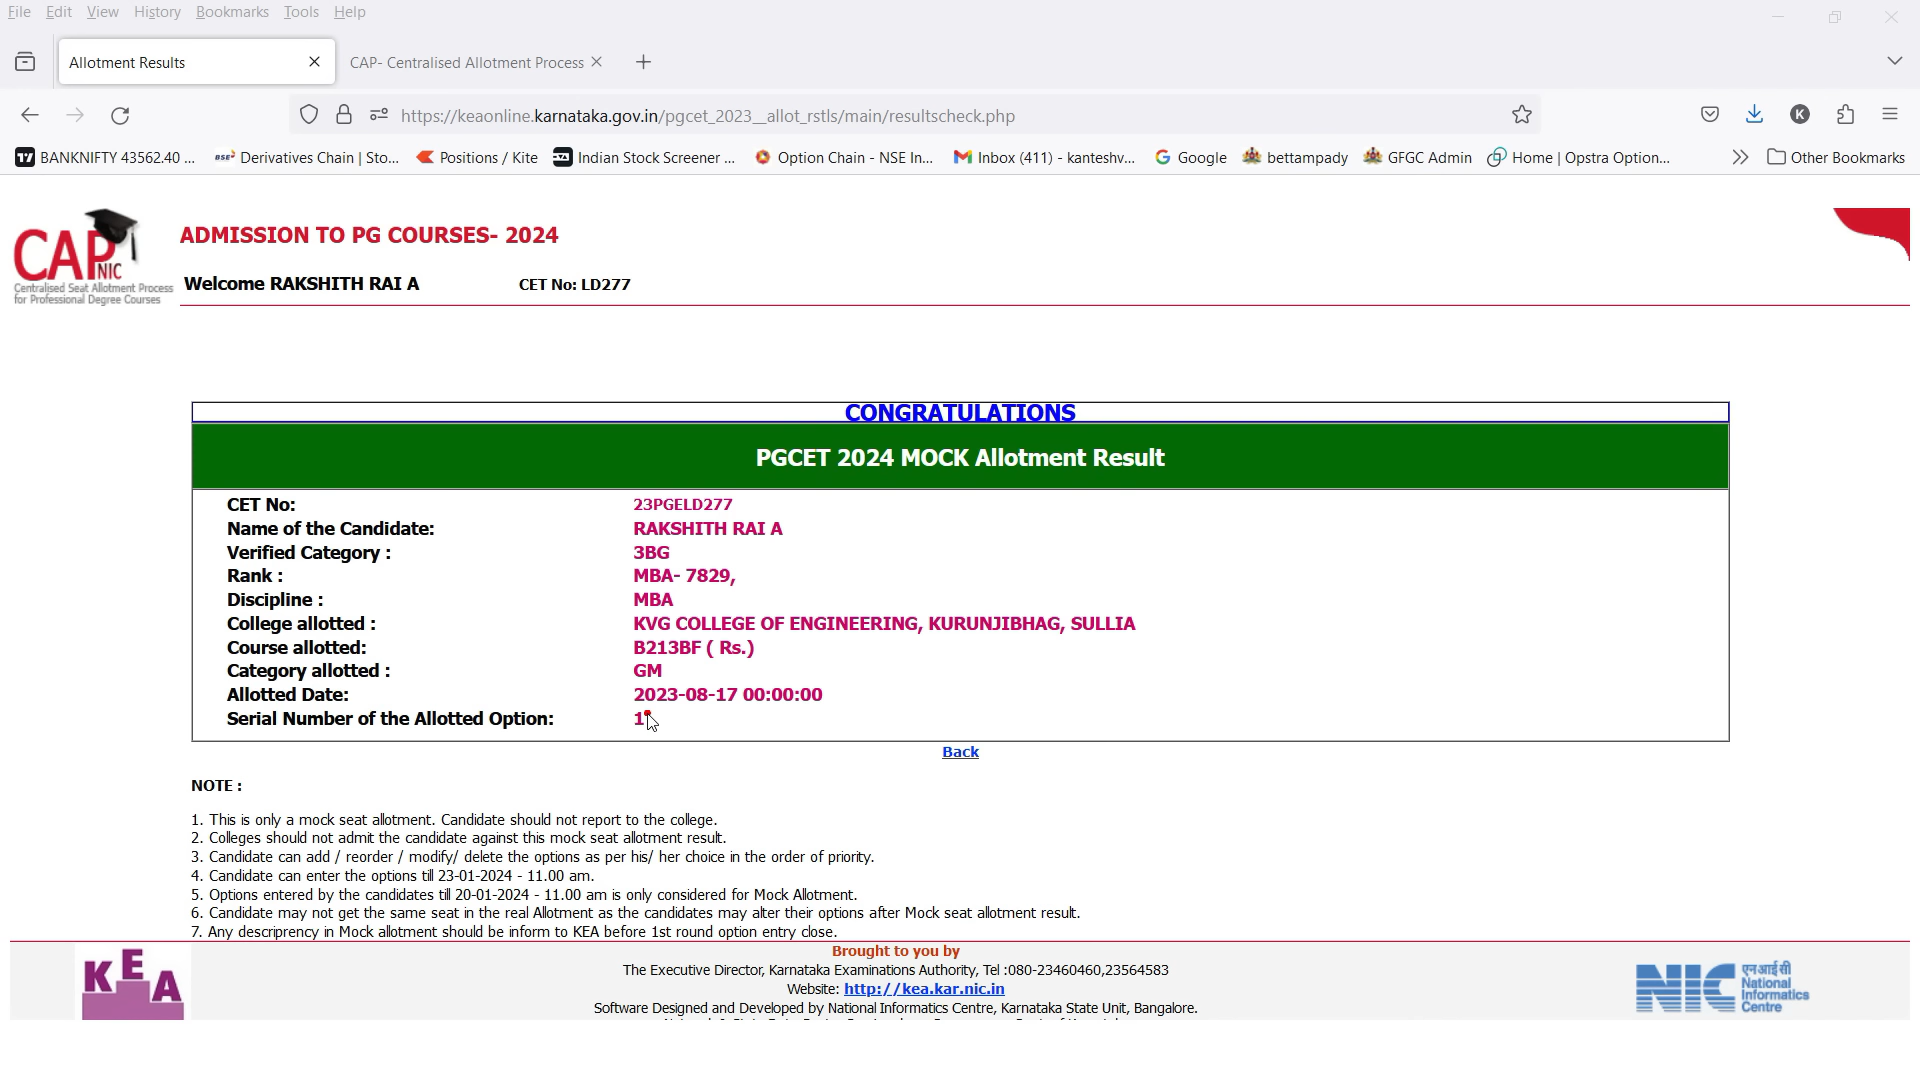 File Edit View History Bookmarks Tools Help
Allotment Results
CAP- Centralised Allotment Process
https://keaonline.karnataka.gov.in/pgcet_2023__allot_rstls/main/resultscheck.php
BANKNIFTY 43562.40 ... Derivatives Chain | Sto... Positions / Kite Indian Stock Screener ... Option Chain - NSE In... Inbox (411) - kanteshv... Google bettampady GFGC Admin Home | Opstra Option... Other Bookmarks
CAP NIC
Centralised Seat Allotment Process
for Professional Degree Courses
ADMISSION TO PG COURSES- 2024
Welcome RAKSHITH RAI A CET No: LD277
CONGRATULATIONS
PGCET 2024 MOCK Allotment Result
CET No: 23PGELD277
Name of the Candidate: RAKSHITH RAI A
Verified Category : 3BG
Rank : MBA- 7829,
Discipline : MBA
College allotted : KVG COLLEGE OF ENGINEERING, KURUNJIBHAG, SULLIA
Course allotted: B213BF ( Rs.)
Category allotted : GM
Allotted Date: 2023-08-17 00:00:00
Serial Number of the Allotted Option: 1
Back
NOTE :
1. This is only a mock seat allotment. Candidate should not report to the college.
2. Colleges should not admit the candidate against this mock seat allotment result.
3. Candidate can add / reorder / modify/ delete the options as per his/ her choice in the order of priority.
4. Candidate can enter the options till 23-01-2024 - 11.00 am.
5. Options entered by the candidates till 20-01-2024 - 11.00 am is only considered for Mock Allotment.
6. Candidate may not get the same seat in the real Allotment as the candidates may alter their options after Mock seat allotment result.
7. Any descriprency in Mock allotment should be inform to KEA before 1st round option entry close.
KEA
Brought to you by
The Executive Director, Karnataka Examinations Authority, Tel :080-23460460,23564583
Website: http://kea.kar.nic.in
Software Designed and Developed by National Informatics Centre, Karnataka State Unit, Bangalore.
NIC एनआईसी
National
Informatics
Centre